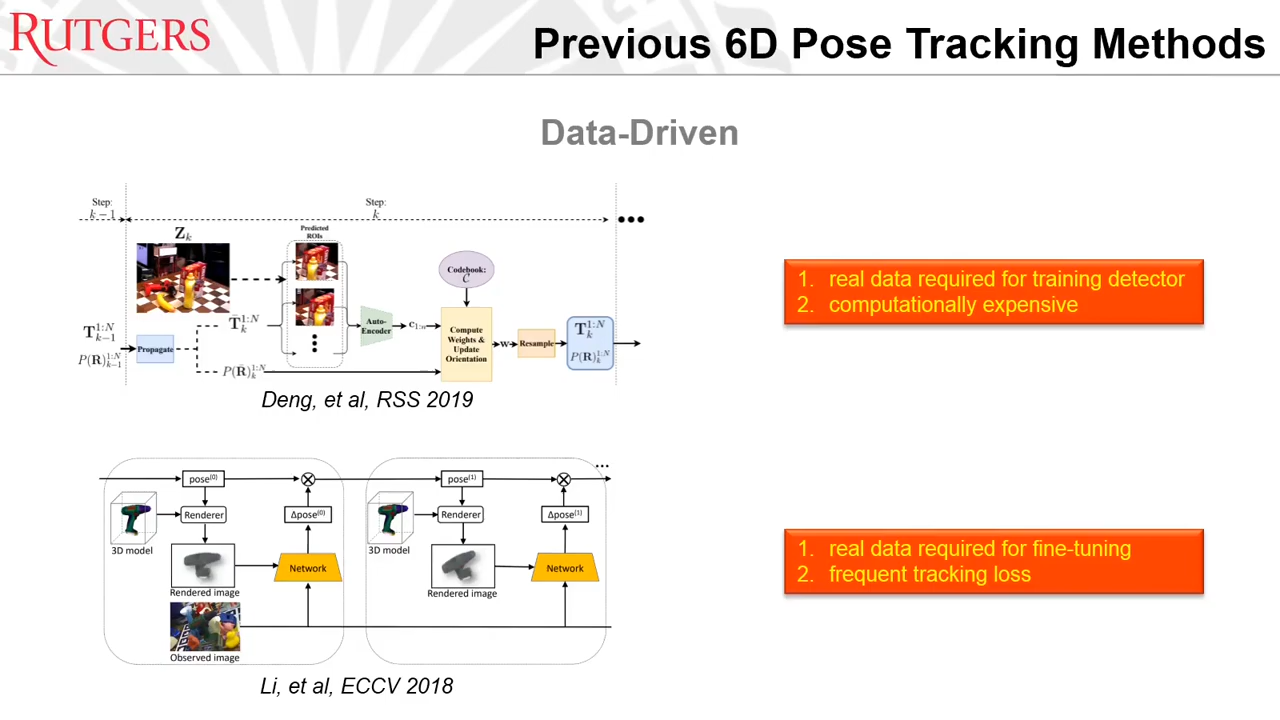 RUTGERS
Previous 6D Pose Tracking Methods
Data-Driven
Step:
k−1
Step:
k
•••
Z_k
Predicted
ROIs
Codebook:
C
T_{k−1}^{1:N}
P(R)_{k−1}^{1:N}
Propagate
T̄_k^{1:N}
P(R̄)_k^{1:N}
Auto-
Encoder
c_{1:n}
Compute
Weights &
Update
Orientation
w
Resample
T_k^{1:N}
P(R)_k^{1:N}
Deng, et al, RSS 2019
1. real data required for training detector
2. computationally expensive
pose(0)
pose(1)
...
Renderer
Δpose(0)
Renderer
Δpose(1)
3D model
3D model
Network
Network
Rendered image
Rendered image
Observed image
Li, et al, ECCV 2018
1. real data required for fine-tuning
2. frequent tracking loss